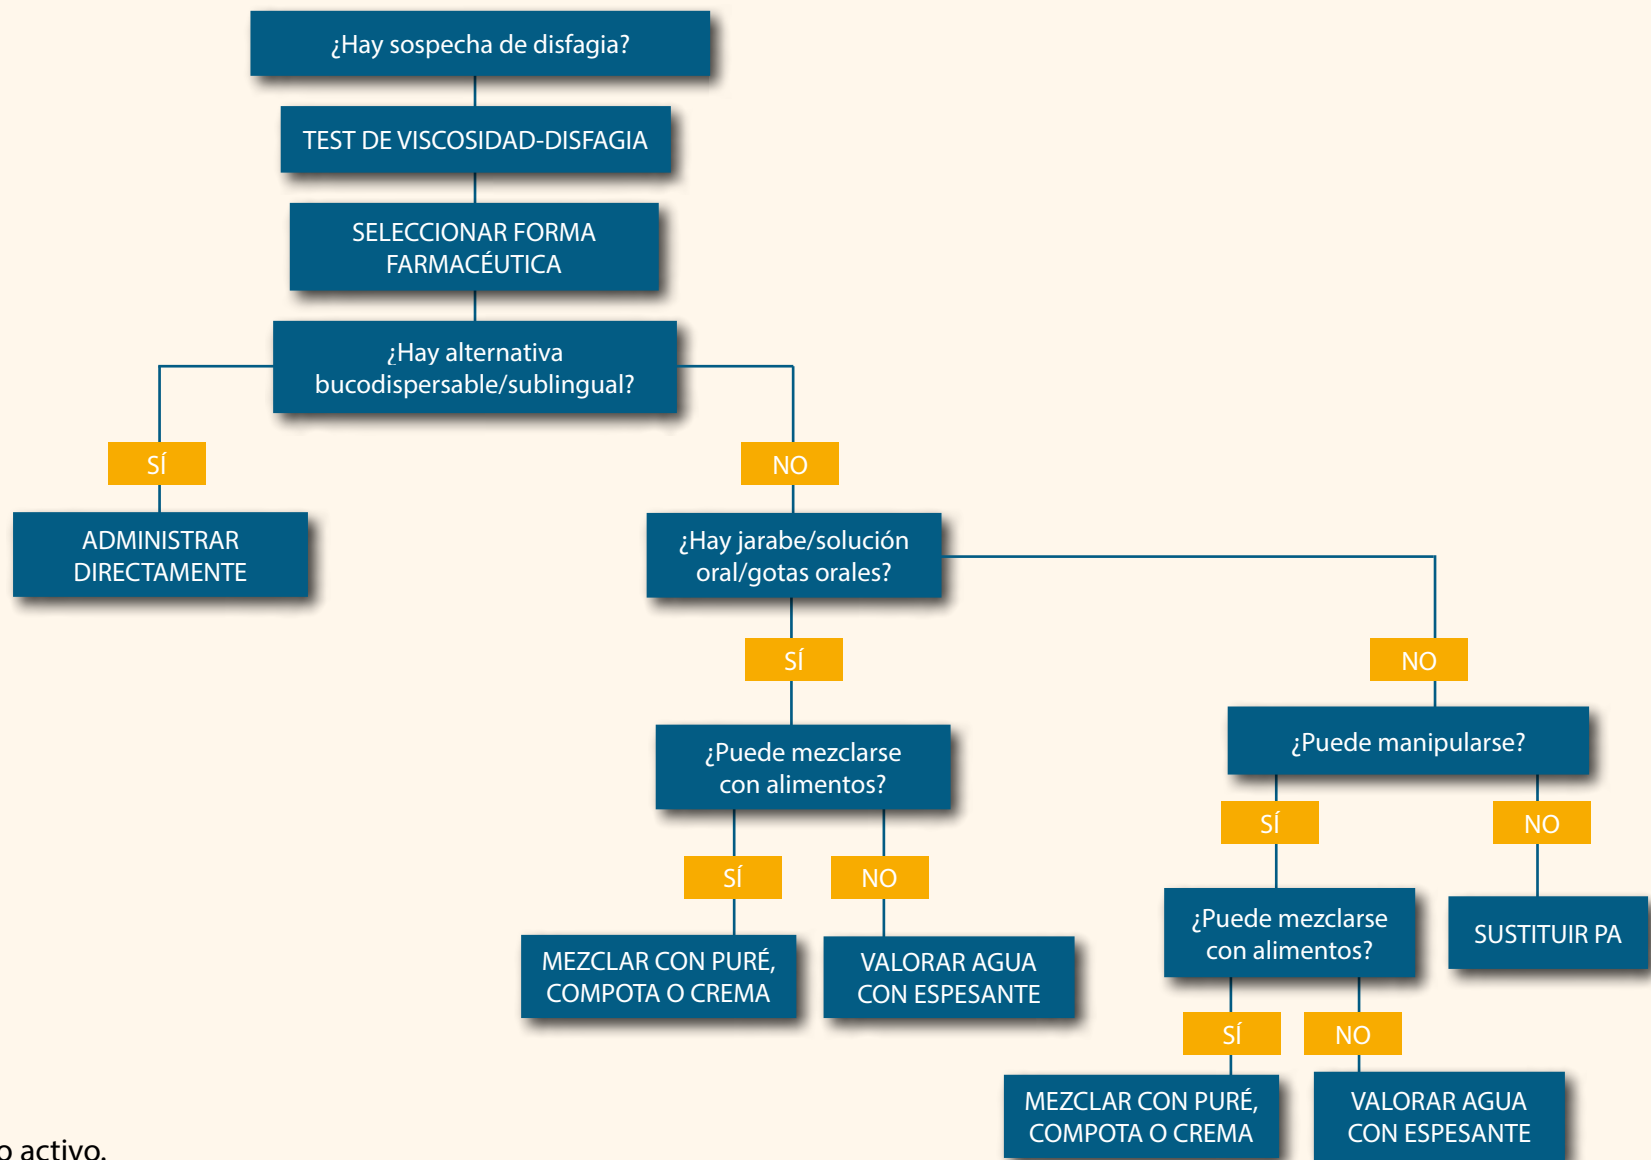 ¿Hay sospecha de disfagia?
TEST DE VISCOSIDAD-DISFAGIA
SELECCIONAR FORMA
FARMACÉUTICA
¿Hay alternativa
bucodispersable/sublingual?
SÍ
NO
ADMINISTRAR
DIRECTAMENTE
¿Hay jarabe/solución
oral/gotas orales?
SÍ
NO
¿Puede mezclarse
con alimentos?
¿Puede manipularse?
SÍ
NO
SÍ
NO
MEZCLAR CON PURÉ,
COMPOTA O CREMA
VALORAR AGUA
CON ESPESANTE
¿Puede mezclarse
con alimentos?
SUSTITUIR PA
SÍ
NO
MEZCLAR CON PURÉ,
COMPOTA O CREMA
VALORAR AGUA
CON ESPESANTE
o activo.